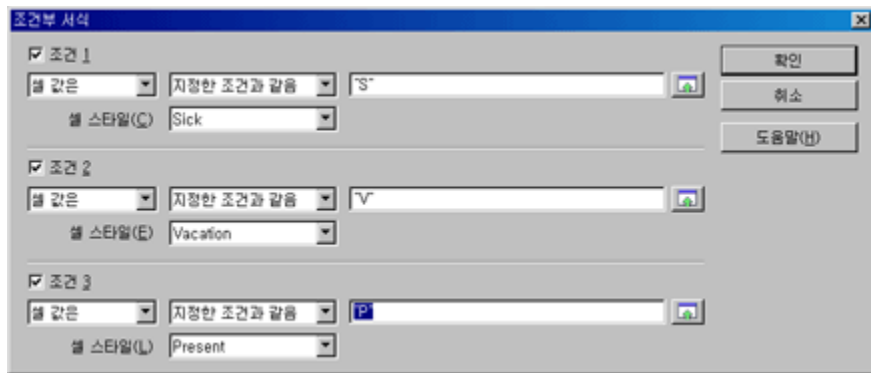 조건부 서식
조건 1
셀 값은 지정한 조건과 같음 "S"
셀 스타일(C) Sick
조건 2
셀 값은 지정한 조건과 같음 "V"
셀 스타일(E) Vacation
조건 3
셀 값은 지정한 조건과 같음 "P"
셀 스타일(L) Present
확인
취소
도움말(H)